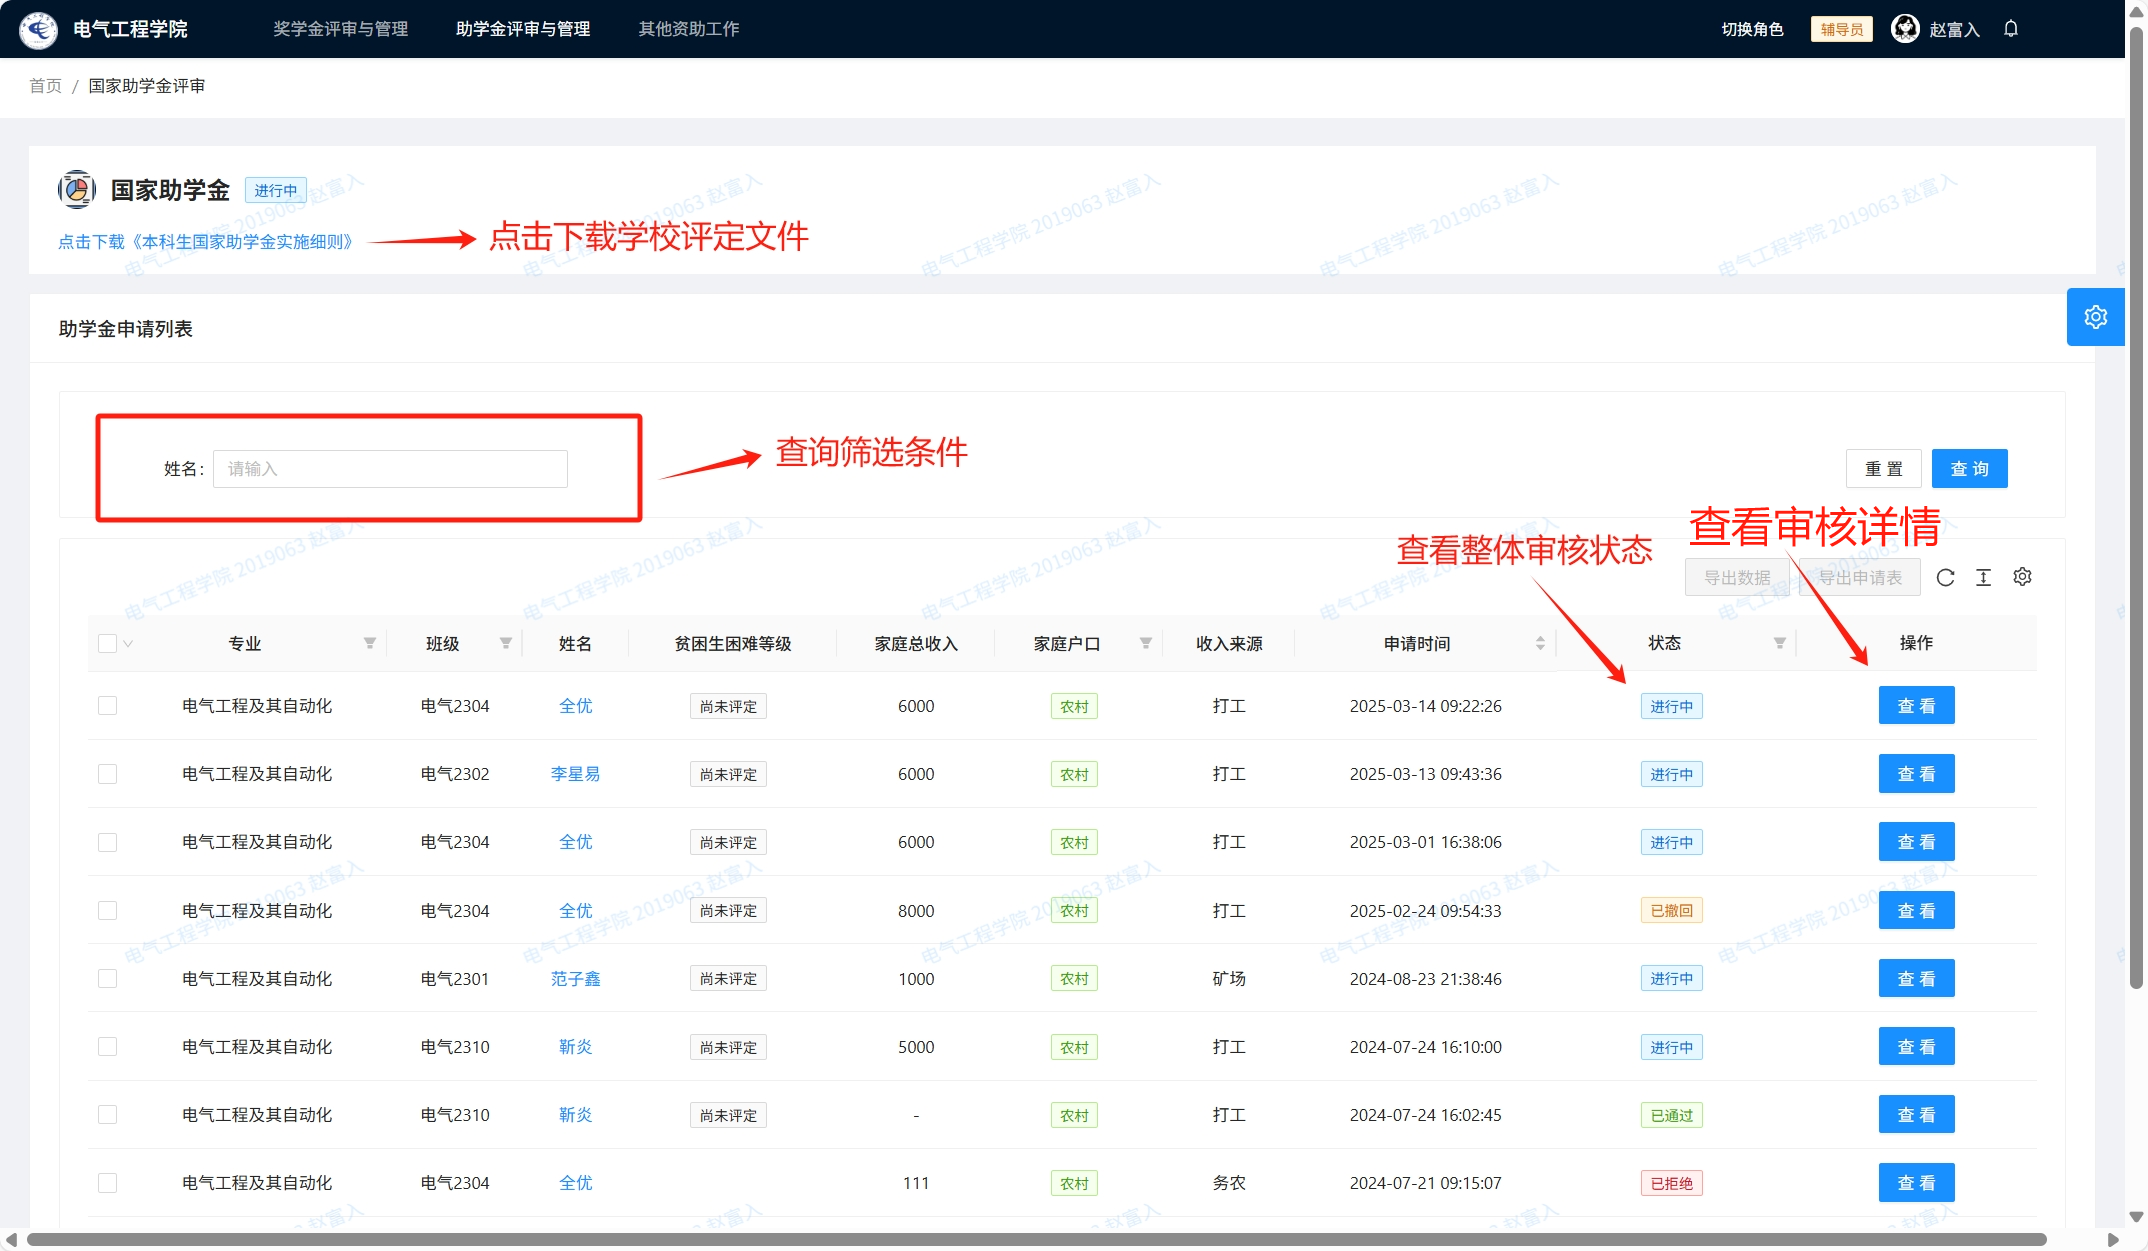 电气工程学院 奖学金评审与管理 助学金评审与管理 其他资助工作 切换角色 辅导员 赵富入
首页 / 国家助学金评审
国家助学金 进行中
点击下载《本科生国家助学金实施细则》 点击下载学校评定文件
助学金申请列表
姓名: 请输入 查询筛选条件 重置 查询
查看整体审核状态 查看审核详情
导出数据 导出申请表
专业 班级 姓名 贫困生困难等级 家庭总收入 家庭户口 收入来源 申请时间 状态 操作
电气工程及其自动化 电气2304 全优 尚未评定 6000 农村 打工 2025-03-14 09:22:26 进行中 查看
电气工程及其自动化 电气2302 李星易 尚未评定 6000 农村 打工 2025-03-13 09:43:36 进行中 查看
电气工程及其自动化 电气2304 全优 尚未评定 6000 农村 打工 2025-03-01 16:38:06 进行中 查看
电气工程及其自动化 电气2304 全优 尚未评定 8000 农村 打工 2025-02-24 09:54:33 已撤回 查看
电气工程及其自动化 电气2301 范子鑫 尚未评定 1000 农村 矿场 2024-08-23 21:38:46 进行中 查看
电气工程及其自动化 电气2310 靳炎 尚未评定 5000 农村 打工 2024-07-24 16:10:00 进行中 查看
电气工程及其自动化 电气2310 靳炎 尚未评定 - 农村 打工 2024-07-24 16:02:45 已通过 查看
电气工程及其自动化 电气2304 全优 111 农村 务农 2024-07-21 09:15:07 已拒绝 查看
电气工程学院 2019063 赵富入